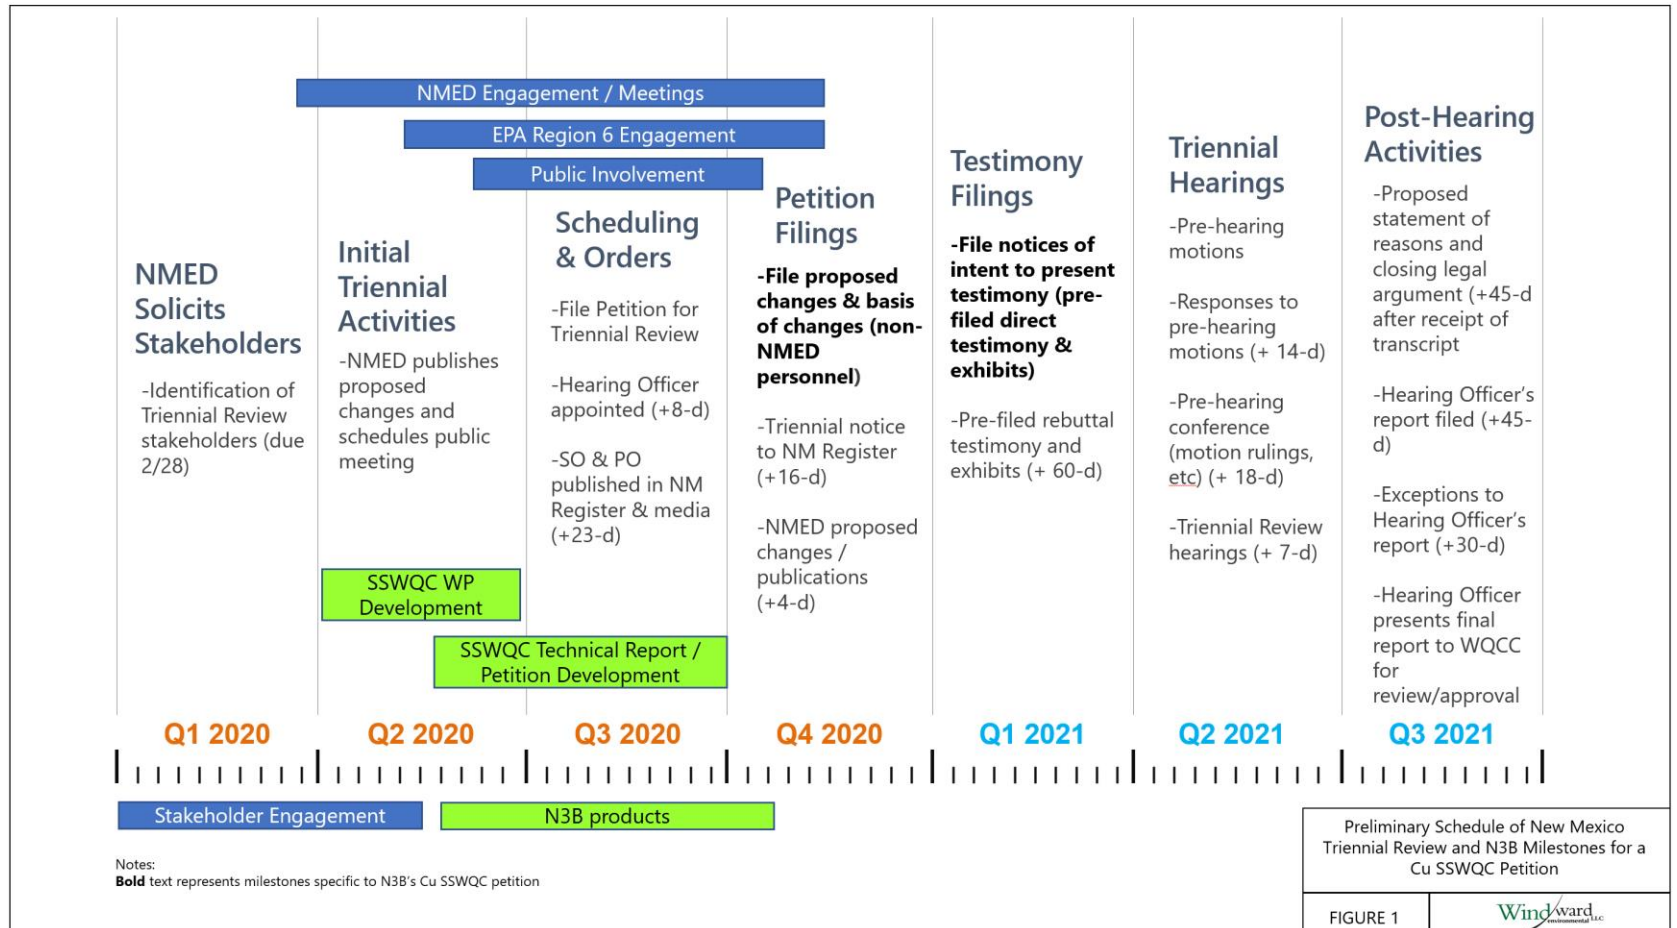 NMED Engagement / Meetings
EPA Region 6 Engagement
Public Involvement
NMED
Solicits
Stakeholders
-Identification of
Triennial Review
stakeholders (due
2/28)
Initial
Triennial
Activities
-NMED publishes
proposed
changes and
schedules public
meeting
Scheduling
& Orders
-File Petition for
Triennial Review
-Hearing Officer
appointed (+8-d)
-SO & PO
published in NM
Register & media
(+23-d)
Petition
Filings
-File proposed
changes & basis
of changes (non-
NMED
personnel)
-Triennial notice
to NM Register
(+16-d)
-NMED proposed
changes /
publications
(+4-d)
Testimony
Filings
-File notices of
intent to present
testimony (pre-
filed direct
testimony &
exhibits)
-Pre-filed rebuttal
testimony and
exhibits (+ 60-d)
Triennial
Hearings
-Pre-hearing
motions
-Responses to
pre-hearing
motions (+ 14-d)
-Pre-hearing
conference
(motion rulings,
etc) (+ 18-d)
-Triennial Review
hearings (+ 7-d)
Post-Hearing
Activities
-Proposed
statement of
reasons and
closing legal
argument (+45-d
after receipt of
transcript
-Hearing Officer's
report filed (+45-
d)
-Exceptions to
Hearing Officer's
report (+30-d)
-Hearing Officer
presents final
report to WQCC
for
review/approval
SSWQC WP
Development
SSWQC Technical Report /
Petition Development
Q1 2020
Q2 2020
Q3 2020
Q4 2020
Q1 2021
Q2 2021
Q3 2021
Stakeholder Engagement
N3B products
Notes:
Bold text represents milestones specific to N3B's Cu SSWQC petition
Preliminary Schedule of New Mexico
Triennial Review and N3B Milestones for a
Cu SSWQC Petition
FIGURE 1
Windward
environmental LLC